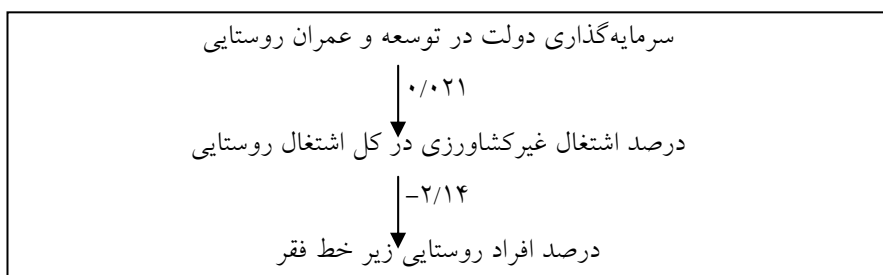 سرمایه‌گذاری دولت در توسعه و عمران روستایی
۰/۰۲۱
درصد اشتغال غیرکشاورزی در کل اشتغال روستایی
-۲/۱۴
درصد افراد روستایی زیر خط فقر